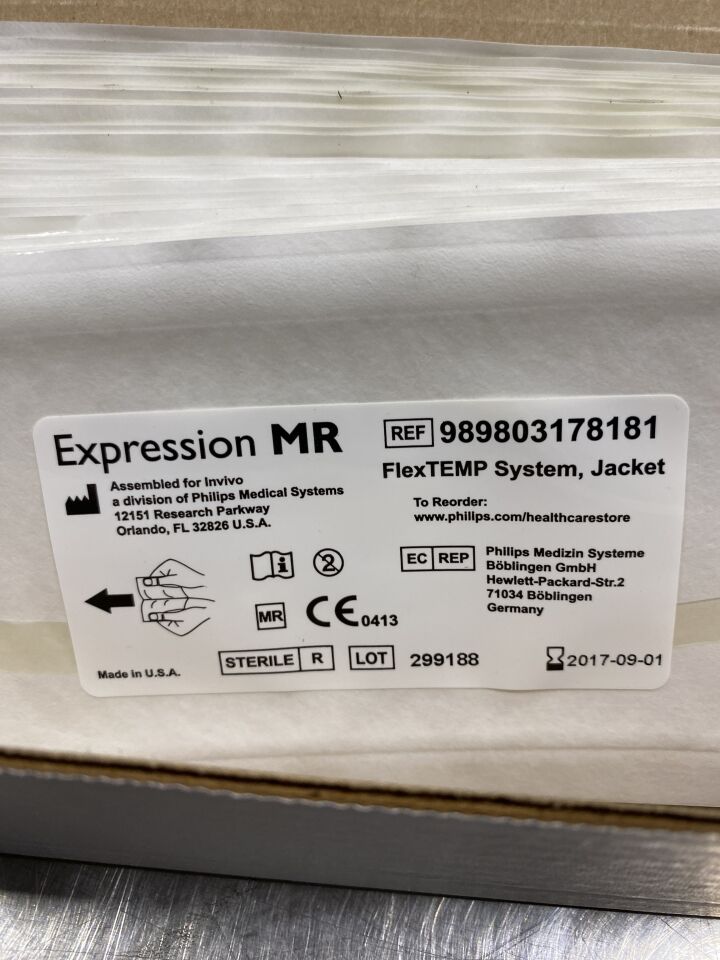 Expression MR
Assembled for Invivo
a division of Philips Medical Systems
12151 Research Parkway
Orlando, FL 32826 U.S.A.
REF 989803178181
FlexTEMP System, Jacket
To Reorder:
www.philips.com/healthcarestore
EC REP
Philips Medizin Systeme
Böblingen GmbH
Hewlett-Packard-Str.2
71034 Böblingen
Germany
2
MR CE 0413
Made in U.S.A.
STERILE R LOT 299188
2017-09-01